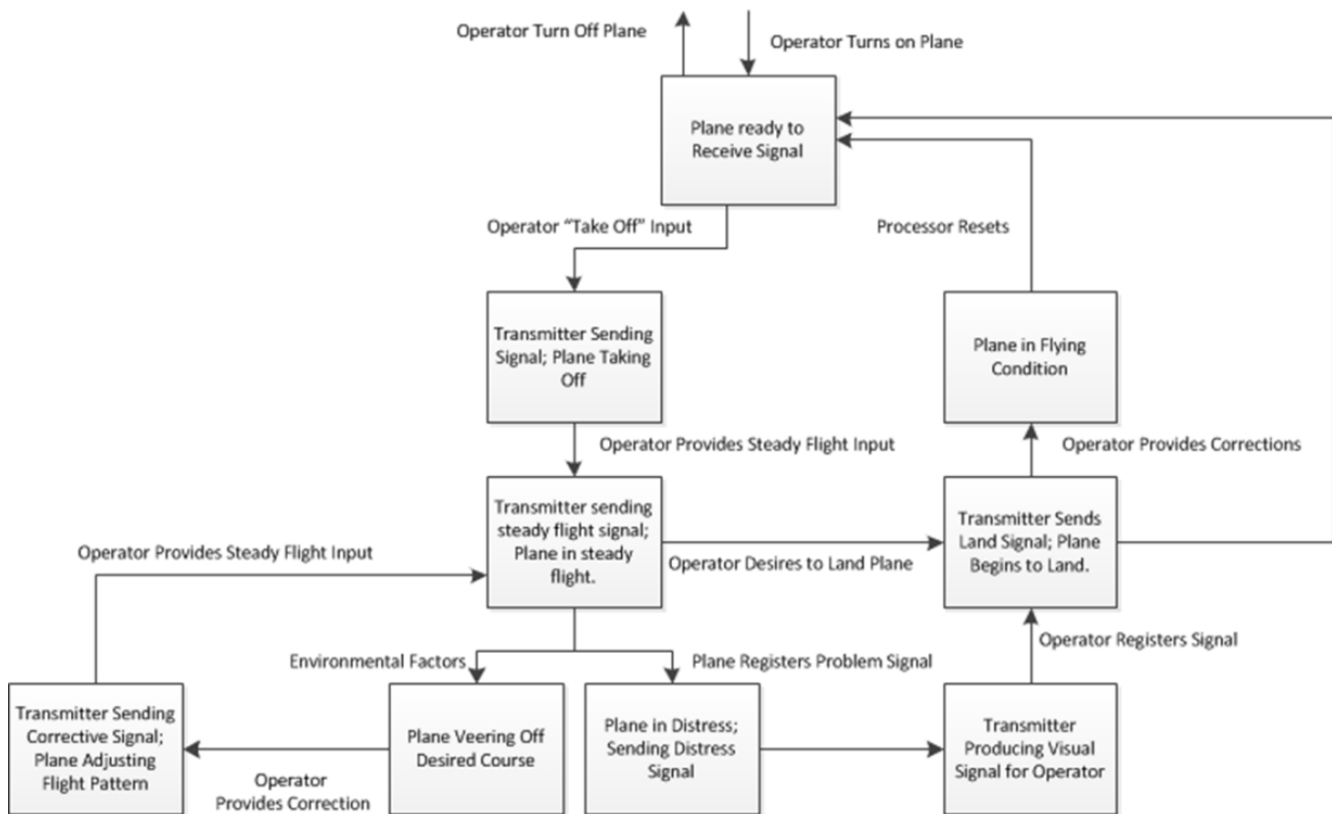 Operator Turn Off Plane
Operator Turns on Plane
Plane ready to
Receive Signal
Operator “Take Off” Input
Processor Resets
Transmitter Sending
Signal; Plane Taking
Off
Plane in Flying
Condition
Operator Provides Steady Flight Input
Operator Provides Corrections
Transmitter sending
steady flight signal;
Plane in steady
flight.
Transmitter Sends
Land Signal; Plane
Begins to Land.
Operator Provides Steady Flight Input
Operator Desires to Land Plane
Operator Registers Signal
Environmental Factors
Plane Registers Problem Signal
Transmitter Sending
Corrective Signal;
Plane Adjusting
Flight Pattern
Plane Veering Off
Desired Course
Plane in Distress;
Sending Distress
Signal
Transmitter
Producing Visual
Signal for Operator
Operator
Provides Correction